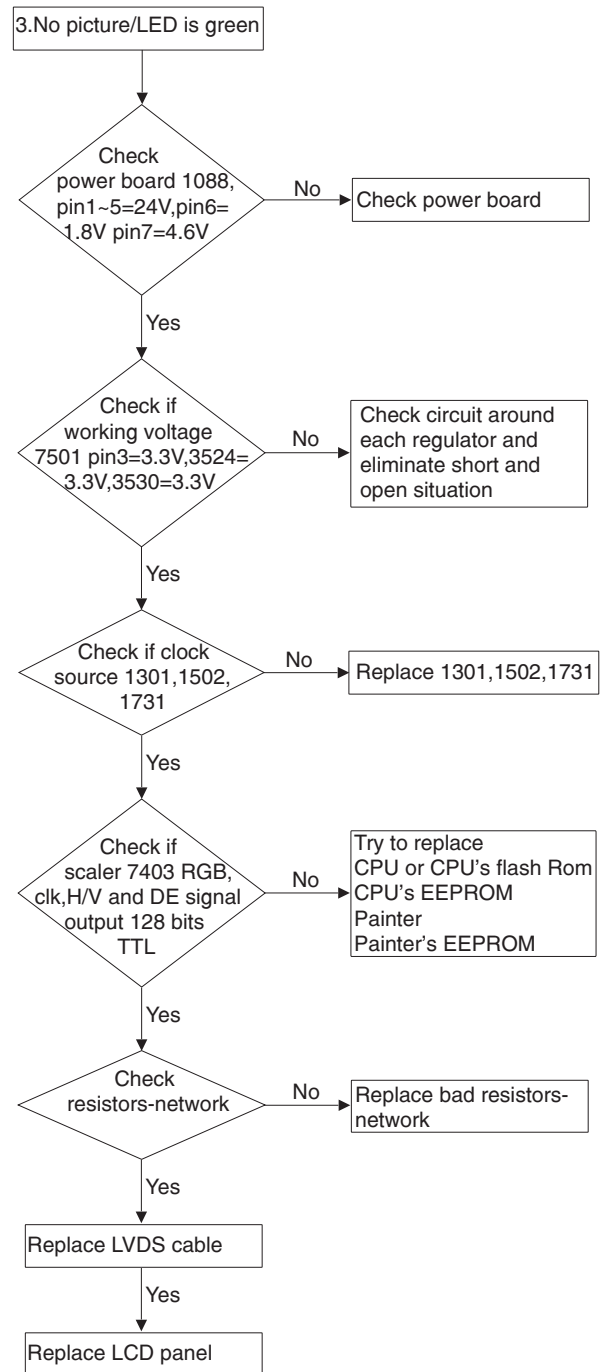 3.No picture/LED is green
Check
power board 1088,
pin1~5=24V,pin6=
1.8V pin7=4.6V
No
Check power board
Yes
Check if
working voltage
7501 pin3=3.3V,3524=
3.3V,3530=3.3V
No
Check circuit around
each regulator and
eliminate short and
open situation
Yes
Check if clock
source 1301,1502,
1731
No
Replace 1301,1502,1731
Yes
Check if
scaler 7403 RGB,
clk,H/V and DE signal
output 128 bits
TTL
No
Try to replace
CPU or CPU's flash Rom
CPU's EEPROM
Painter
Painter's EEPROM
Yes
Check
resistors-network
No
Replace bad resistors-
network
Yes
Replace LVDS cable
Yes
Replace LCD panel